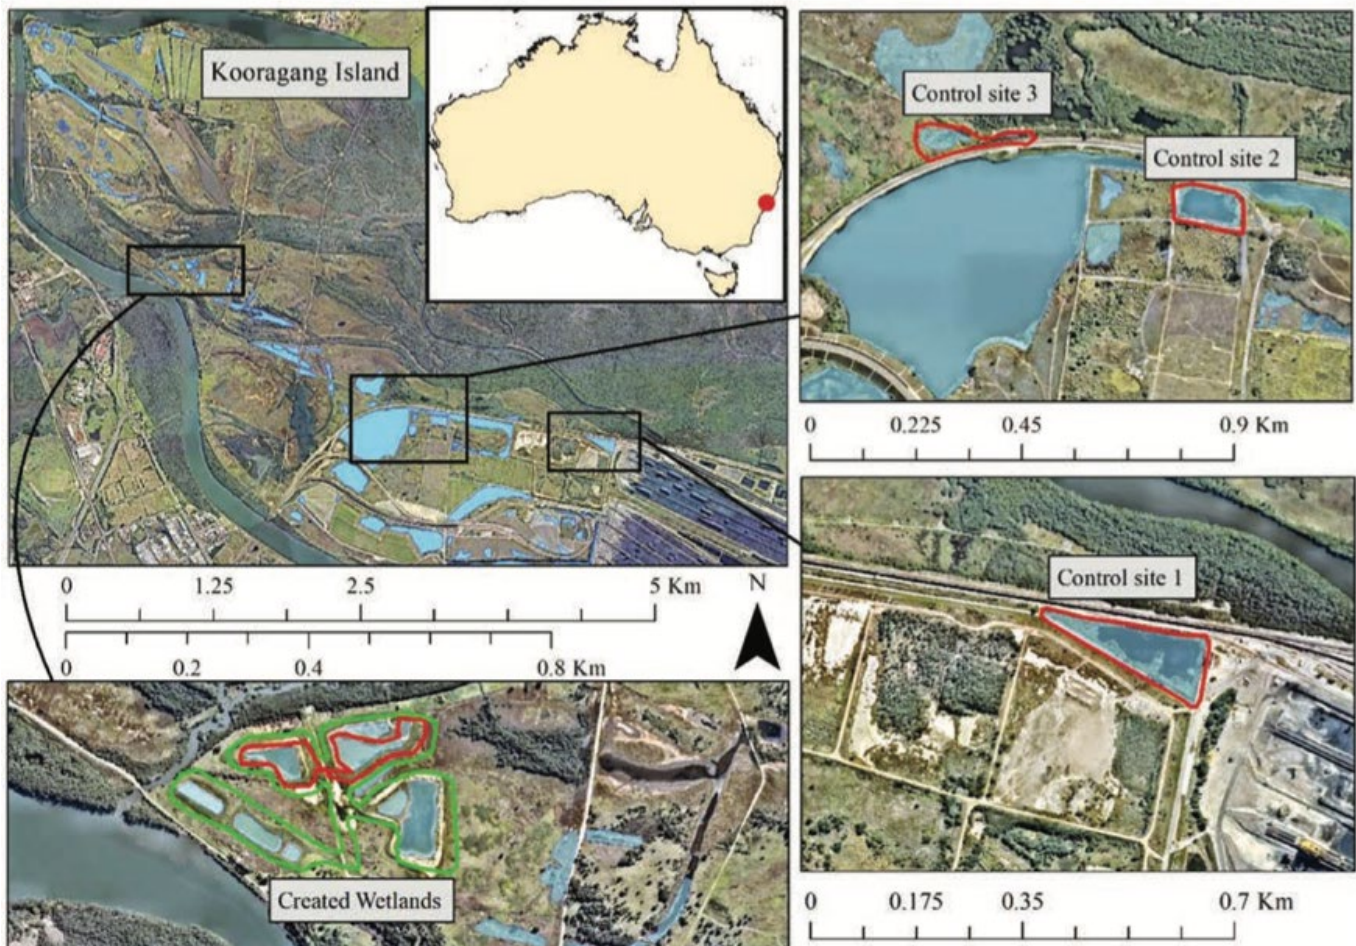 Kooragang Island
0 1.25 2.5 5 Km
N
0 0.2 0.4 0.8 Km
Created Wetlands
Control site 3
Control site 2
0 0.225 0.45 0.9 Km
Control site 1
0 0.175 0.35 0.7 Km